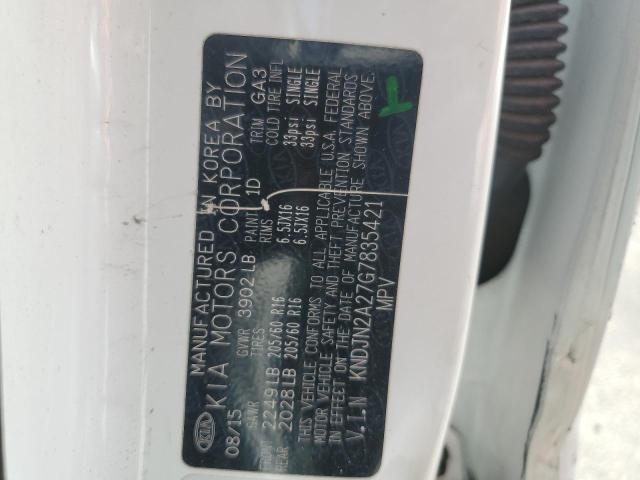 KIA MANUFACTURED IN KOREA BY
KIA MOTORS CORPORATION
08/15 GVWR 3902LB PAINT 1D TRIM GA3
GAWR TIRES RIMS COLD TIRE INFL
FRONT 2249LB 205/60 R16 6.5JX16 33psi SINGLE
REAR 2028LB 205/60 R16 6.5JX16 33psi SINGLE
THIS VEHICLE CONFORMS TO ALL APPLICABLE U.S.A. FEDERAL
MOTOR VEHICLE SAFETY AND THEFT PREVENTION STANDARDS
IN EFFECT ON THE DATE OF MANUFACTURE SHOWN ABOVE.
V.I.N KNDJN2A27G7835421
MPV